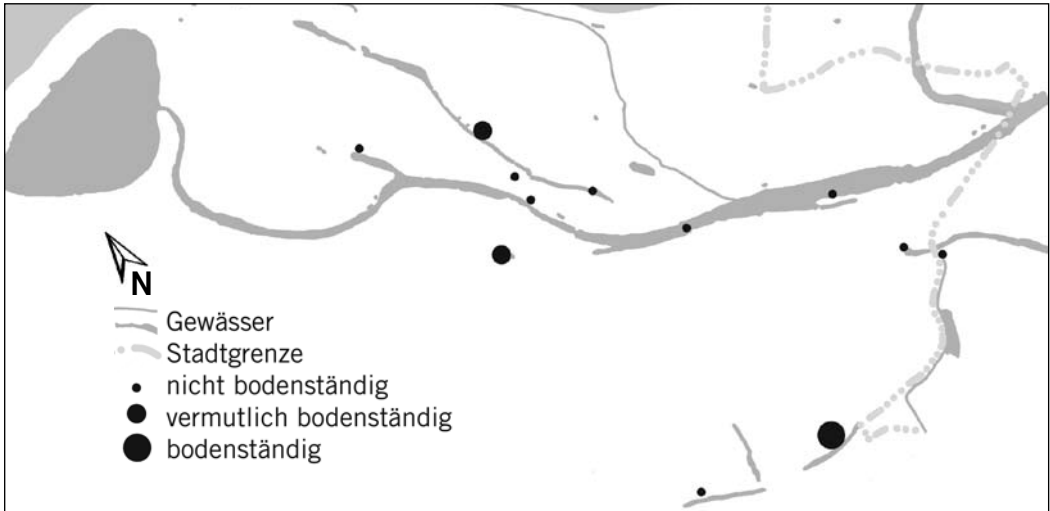 N
Gewässer
Stadtgrenze
nicht bodenständig
vermutlich bodenständig
bodenständig